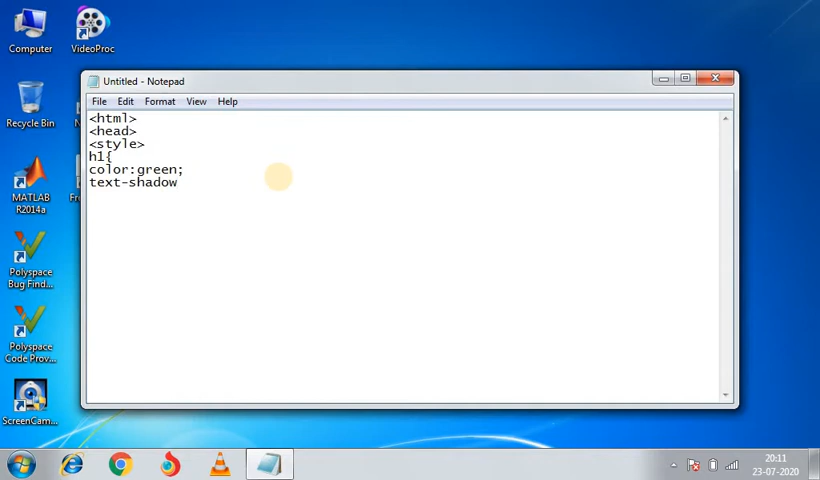 Computer
VideoProc
Recycle Bin
MATLAB
R2014a
Polyspace
Bug Find...
Polyspace
Code Prov...
ScreenCam...
Untitled - Notepad
File Edit Format View Help
<html>
<head>
<style>
h1{
color:green;
text-shadow
20:11
23-07-2020